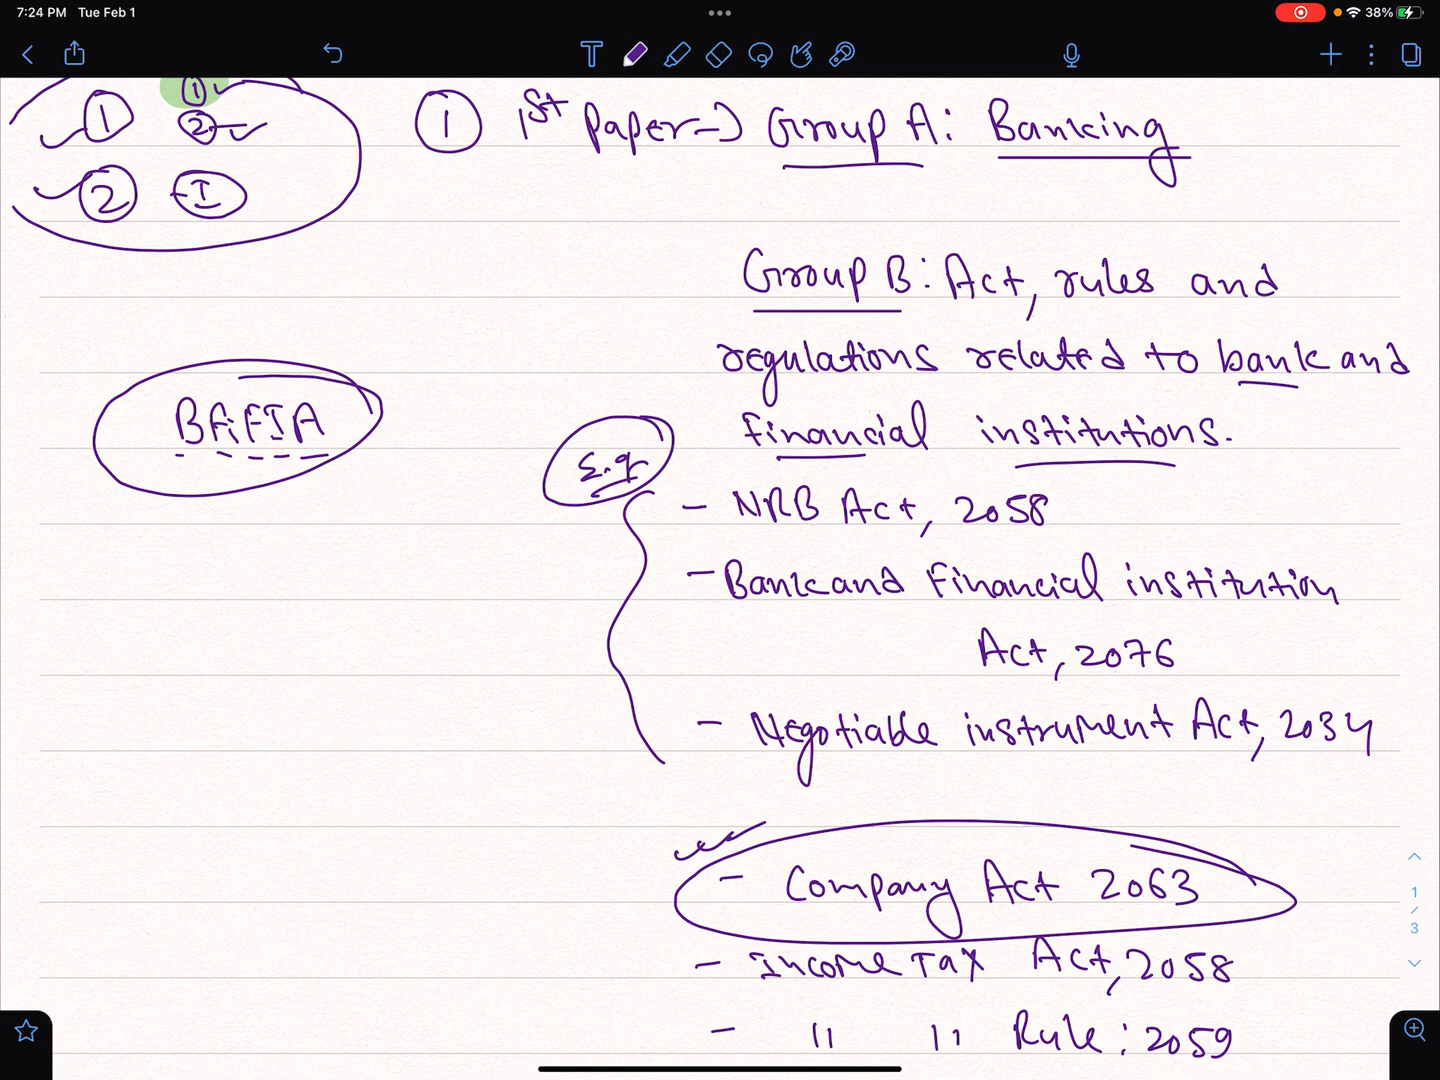 7:24 PM Tue Feb 1
38%
1 1
2
2 I
1 1st Paper → Group A: Banking
Group B: Act, rules and
regulations related to bank and
financial institutions.
BAFIA
E.g
- NRB Act, 2058
- Bank and Financial institution
Act, 2076
- Negotiable instrument Act, 2034
- Company Act 2063
- Income Tax Act, 2058
- " " Rule: 2059
1
/
3